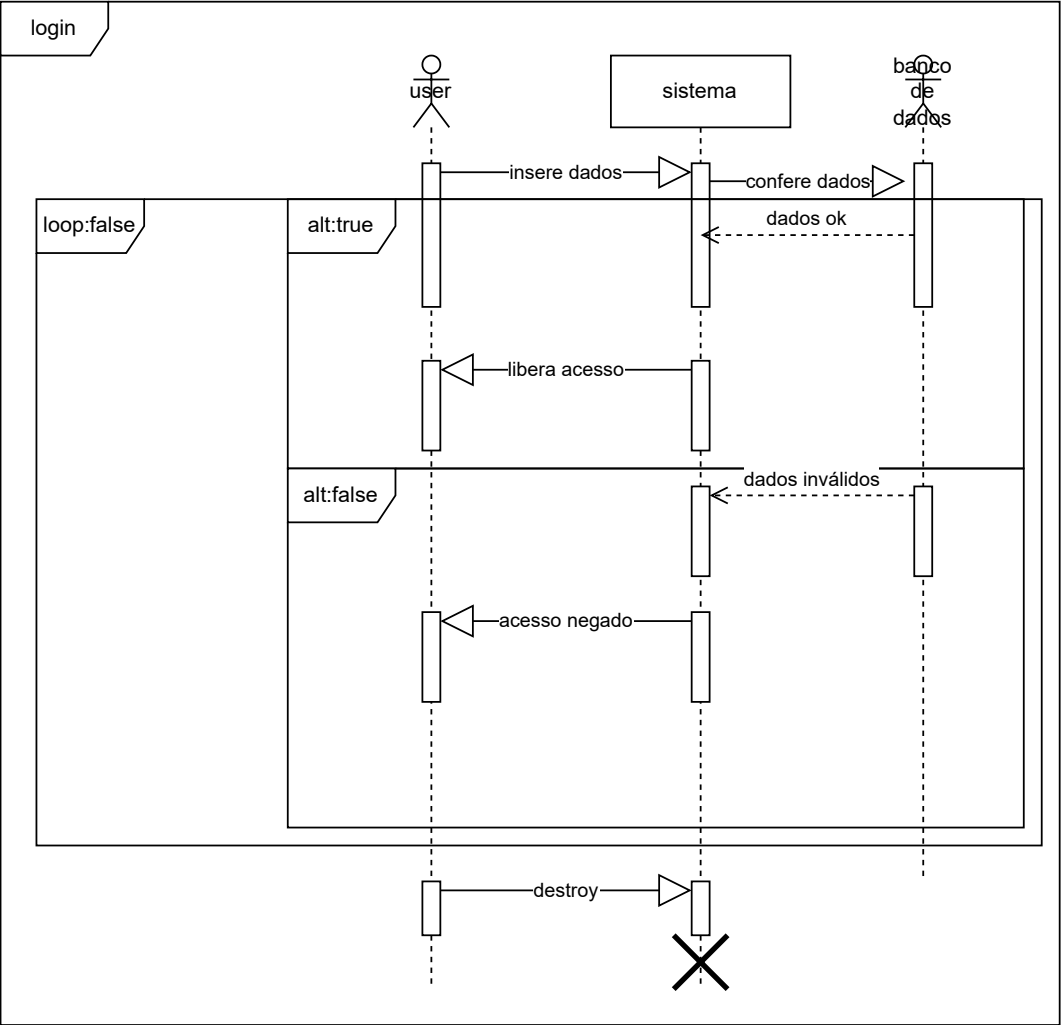 login
user
sistema
banco
de
dados
insere dados
confere dados
loop:false
alt:true
dados ok
libera acesso
alt:false
dados inválidos
acesso negado
destroy